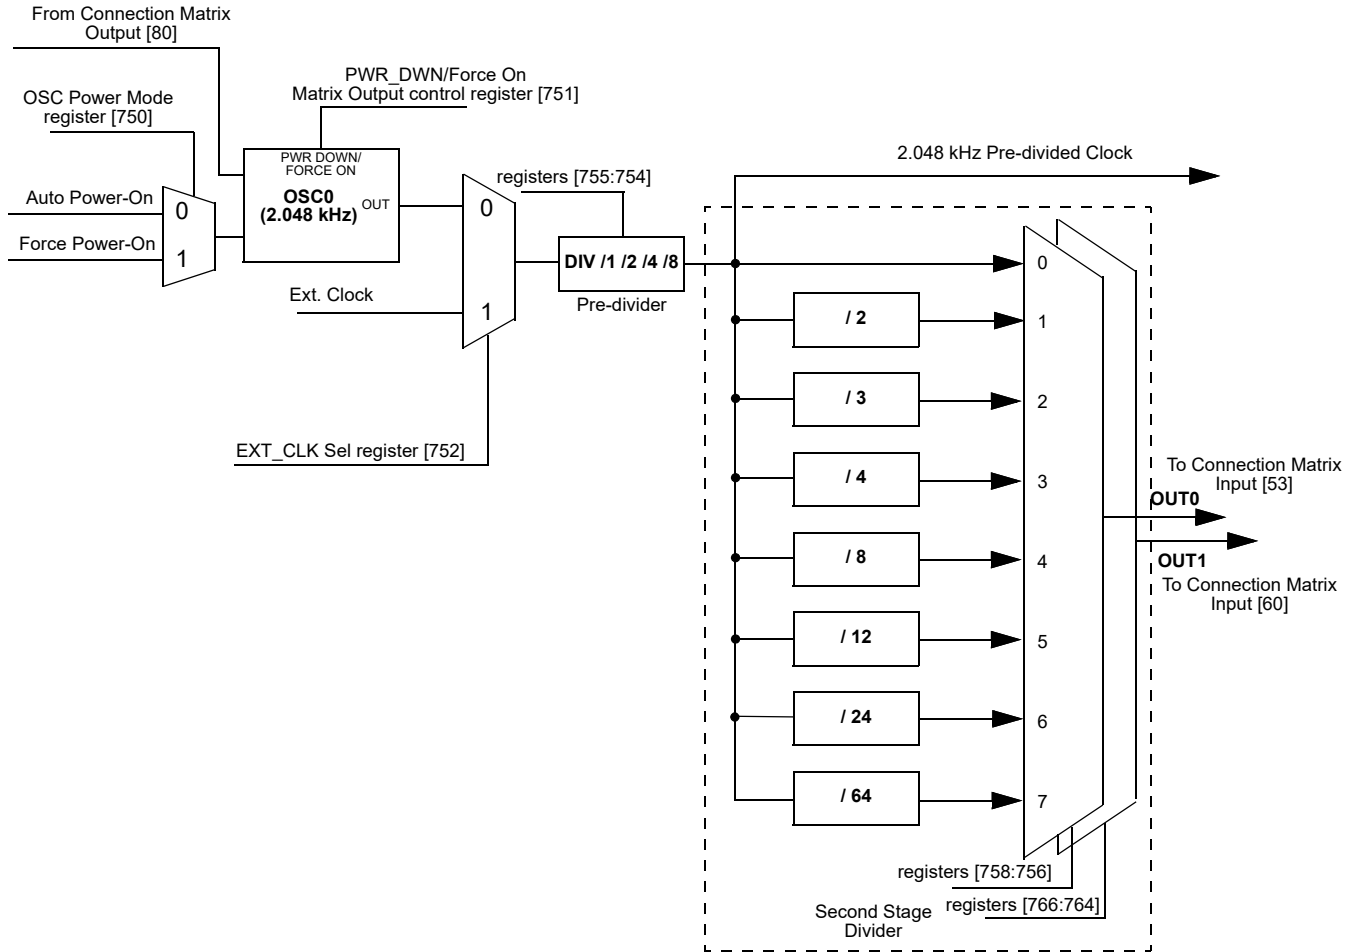 From Connection Matrix
Output [80]
PWR_DWN/Force On
Matrix Output control register [751]
OSC Power Mode
register [750]
PWR DOWN/
FORCE ON
OSC0
(2.048 kHz)
OUT
Auto Power-On
0
Force Power-On
1
0
1
Ext. Clock
EXT_CLK Sel register [752]
registers [755:754]
DIV /1 /2 /4 /8
Pre-divider
2.048 kHz Pre-divided Clock
0
/ 2
1
/ 3
2
/ 4
3
/ 8
4
/ 12
5
/ 24
6
/ 64
7
To Connection Matrix
Input [53]
OUT0
OUT1
To Connection Matrix
Input [60]
registers [758:756]
registers [766:764]
Second Stage
Divider